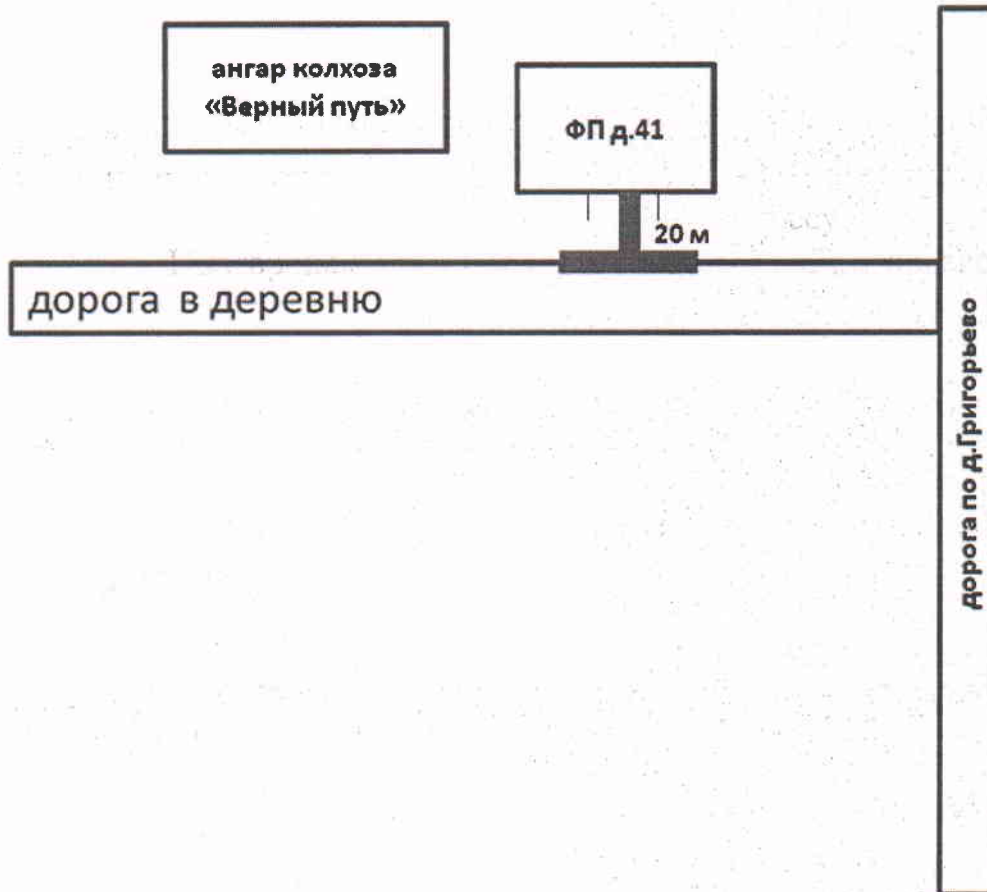 ангар колхоза
«Верный путь»
ФП д.41
20 м
дорога в деревню
дорога по д.Григорьево